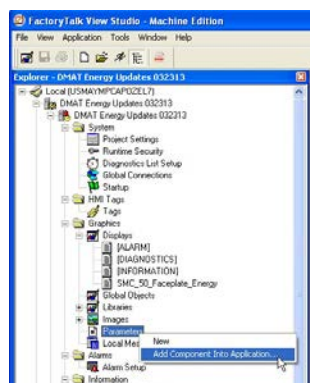 FactoryTalk View Studio - Machine Edition
File View Application Tools Window Help
Explorer - DMAT Energy Updates 032313
Local (USMAYMPCAPOZEL7)
DMAT Energy Updates 032313
DMAT Energy Updates 032313
System
Project Settings
Runtime Security
Diagnostics List Setup
Global Connections
Startup
HMI Tags
Tags
Graphics
Displays
[ALARM]
[DIAGNOSTICS]
[INFORMATION]
SMC_50_Faceplate_Energy
Global Objects
Libraries
Images
Parameters
New
Local Mes
Add Component Into Application...
Alarms
Alarm Setup
Information